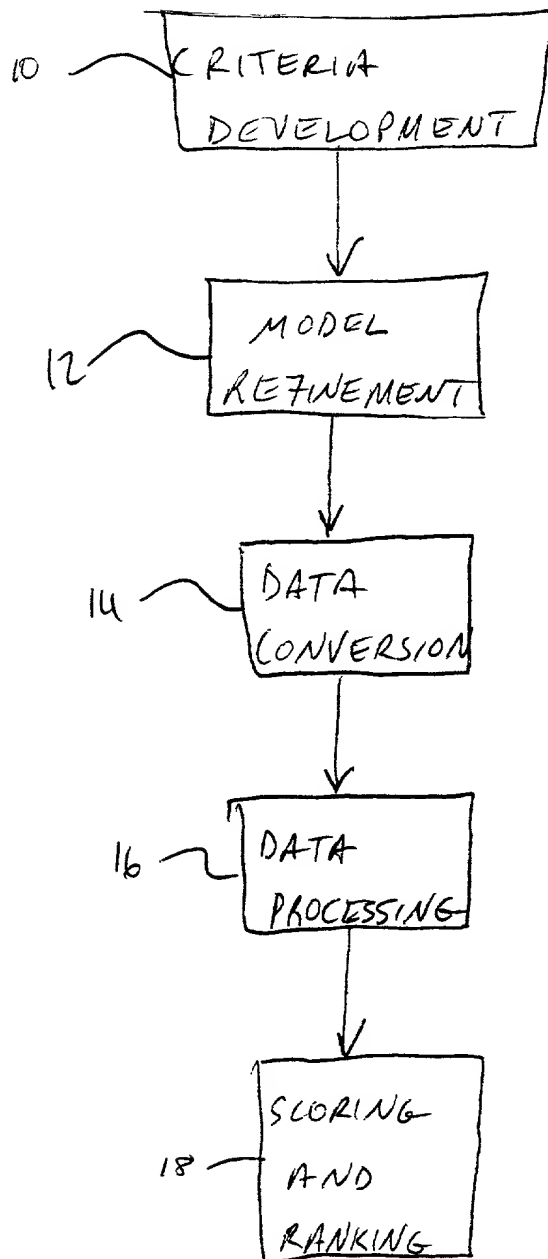 10 CRITERIA
DEVELOPMENT
MODEL
12 REFINEMENT
14 DATA
CONVERSION
16 DATA
PROCESSING
SCORING
18 AND
RANKING